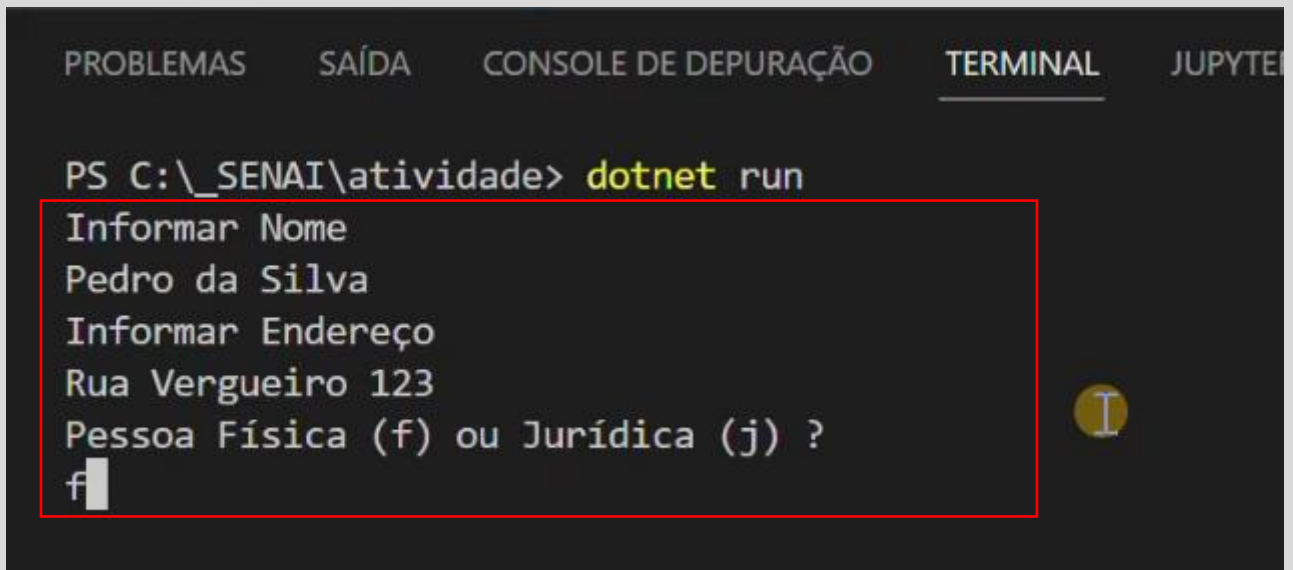 PROBLEMAS SAÍDA CONSOLE DE DEPURAÇÃO TERMINAL
PS C:\_SENAI\atividade> dotnet run
Informar Nome
Pedro da Silva
Informar Endereço
Rua Vergueiro 123
Pessoa Física (f) ou Jurídica (j) ?
f